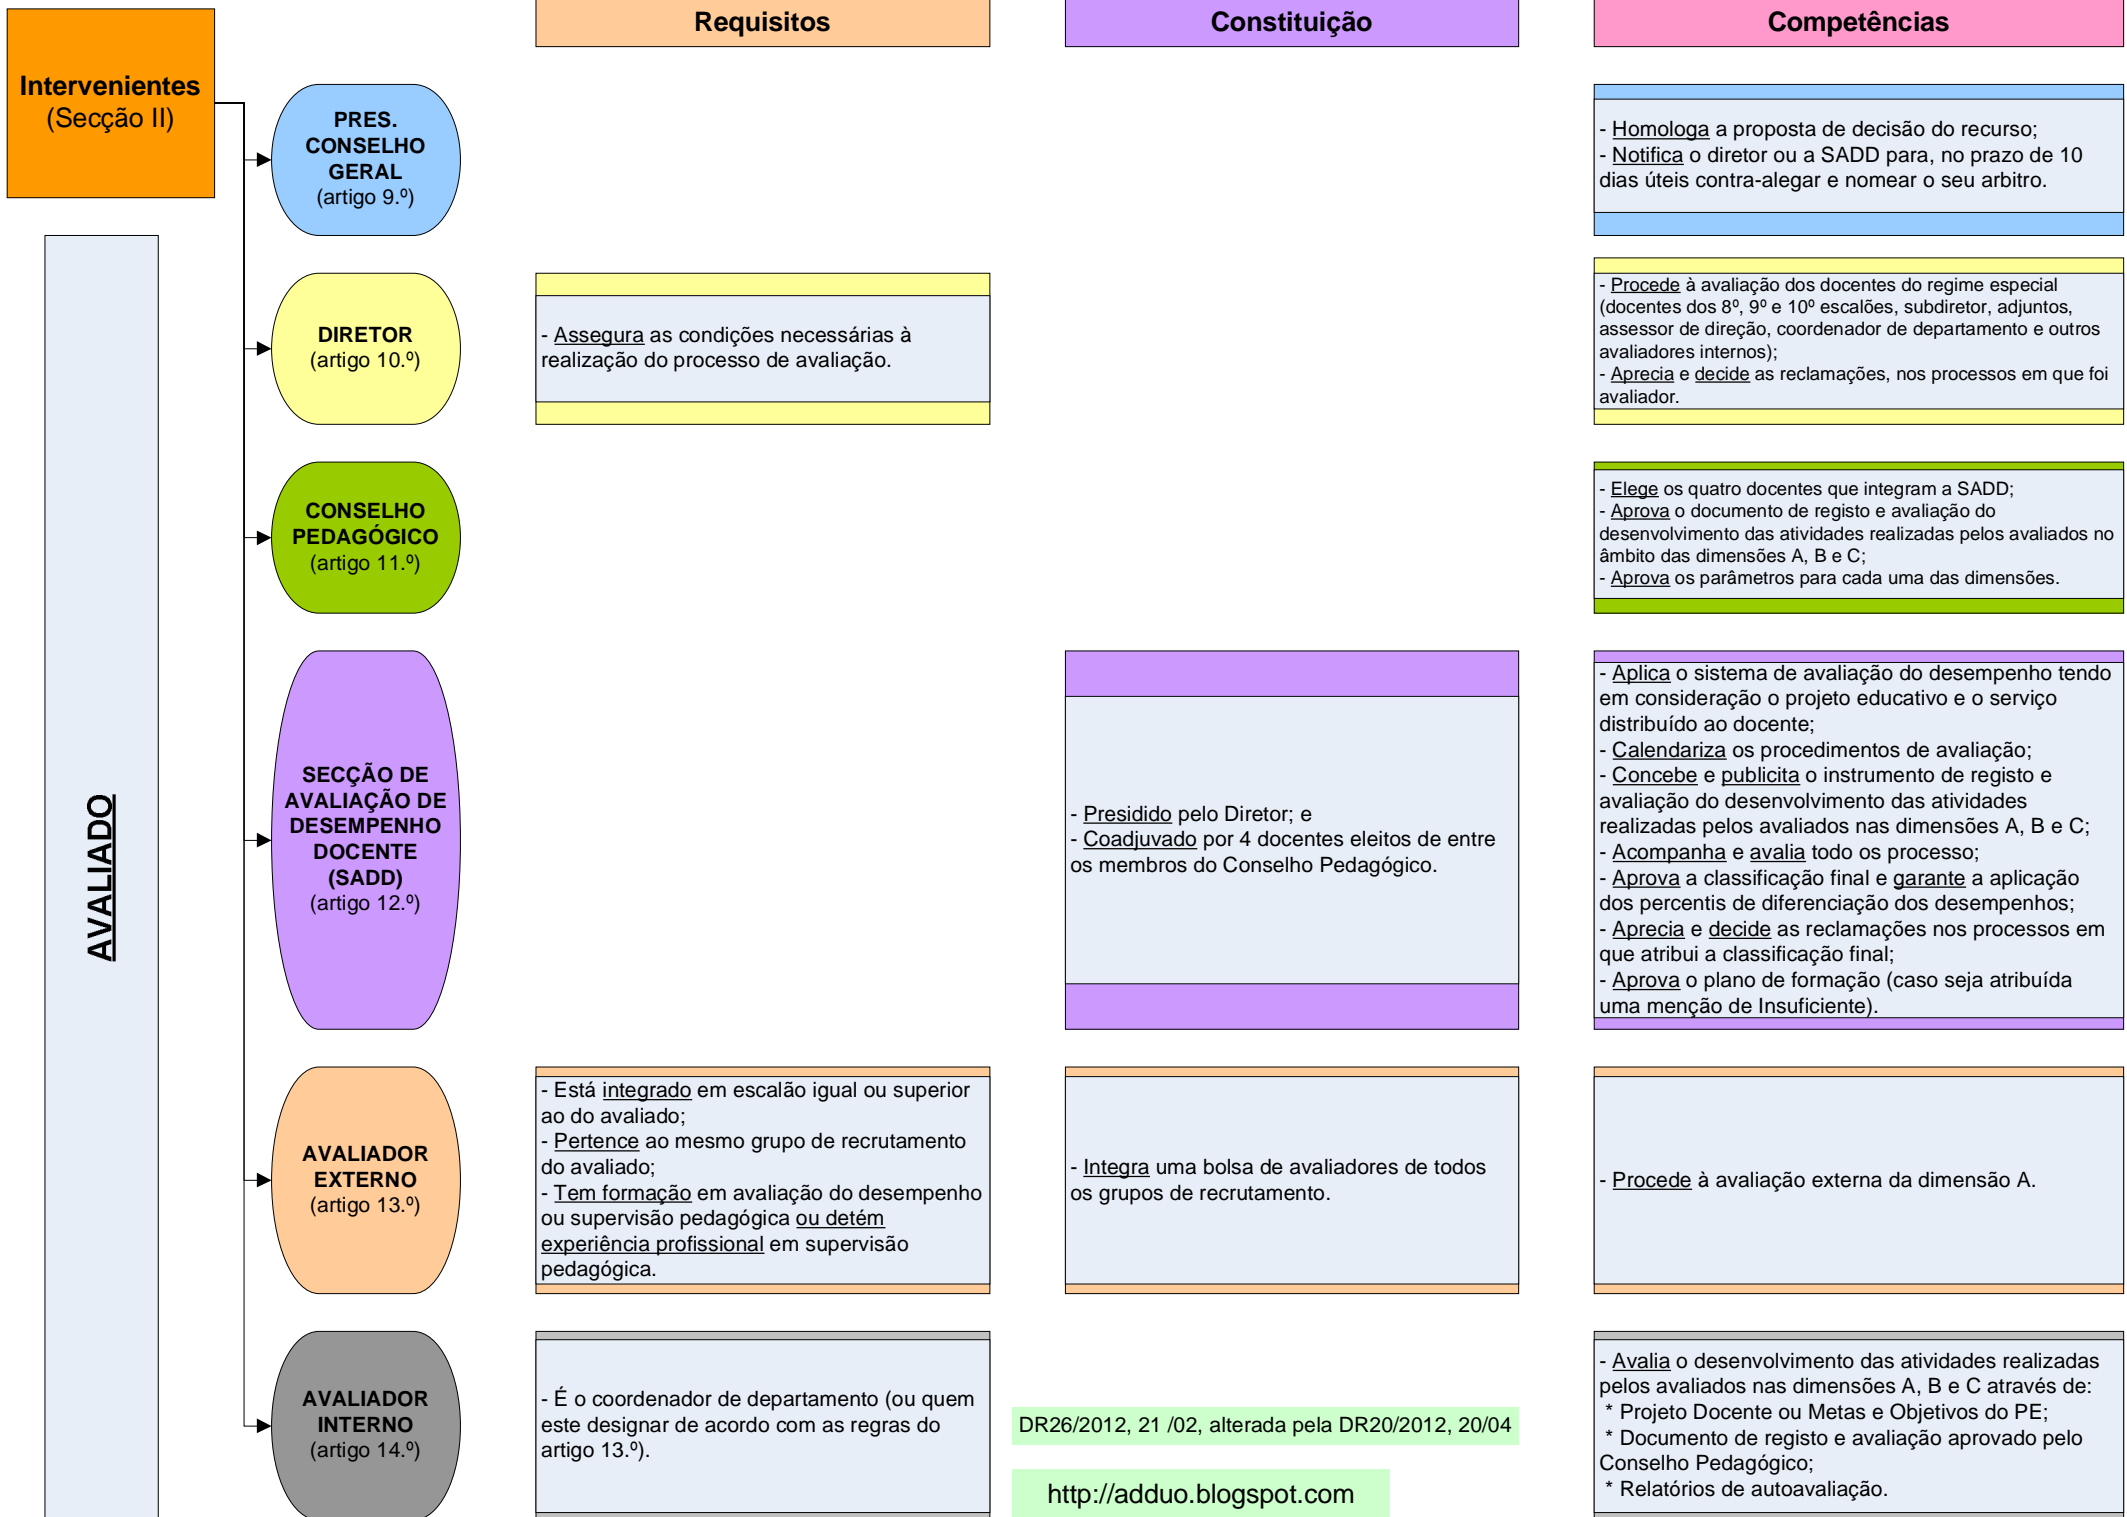 Requisitos
Constituição
Competências
Intervenientes
(Secção II)
AVALIADO
PRES.
CONSELHO
GERAL
(artigo 9.º)
- Homologa a proposta de decisão do recurso;
- Notifica o diretor ou a SADD para, no prazo de 10
dias úteis contra-alegar e nomear o seu arbitro.
DIRETOR
(artigo 10.º)
- Assegura as condições necessárias à
realização do processo de avaliação.
- Procede à avaliação dos docentes do regime especial
(docentes dos 8º, 9º e 10º escalões, subdiretor, adjuntos,
assessor de direção, coordenador de departamento e outros
avaliadores internos);
- Aprecia e decide as reclamações, nos processos em que foi
avaliador.
CONSELHO
PEDAGÓGICO
(artigo 11.º)
- Elege os quatro docentes que integram a SADD;
- Aprova o documento de registo e avaliação do
desenvolvimento das atividades realizadas pelos avaliados no
âmbito das dimensões A, B e C;
- Aprova os parâmetros para cada uma das dimensões.
SECÇÃO DE
AVALIAÇÃO DE
DESEMPENHO
DOCENTE
(SADD)
(artigo 12.º)
- Presidido pelo Diretor; e
- Coadjuvado por 4 docentes eleitos de entre
os membros do Conselho Pedagógico.
- Aplica o sistema de avaliação do desempenho tendo
em consideração o projeto educativo e o serviço
distribuído ao docente;
- Calendariza os procedimentos de avaliação;
- Concebe e publicita o instrumento de registo e
avaliação do desenvolvimento das atividades
realizadas pelos avaliados nas dimensões A, B e C;
- Acompanha e avalia todo os processo;
- Aprova a classificação final e garante a aplicação
dos percentis de diferenciação dos desempenhos;
- Aprecia e decide as reclamações nos processos em
que atribui a classificação final;
- Aprova o plano de formação (caso seja atribuída
uma menção de Insuficiente).
AVALIADOR
EXTERNO
(artigo 13.º)
- Está integrado em escalão igual ou superior
ao do avaliado;
- Pertence ao mesmo grupo de recrutamento
do avaliado;
- Tem formação em avaliação do desempenho
ou supervisão pedagógica ou detém
experiência profissional em supervisão
pedagógica.
- Integra uma bolsa de avaliadores de todos
os grupos de recrutamento.
- Procede à avaliação externa da dimensão A.
AVALIADOR
INTERNO
(artigo 14.º)
- É o coordenador de departamento (ou quem
este designar de acordo com as regras do
artigo 13.º).
DR26/2012, 21 /02, alterada pela DR20/2012, 20/04
http://adduo.blogspot.com
- Avalia o desenvolvimento das atividades realizadas
pelos avaliados nas dimensões A, B e C através de:
* Projeto Docente ou Metas e Objetivos do PE;
* Documento de registo e avaliação aprovado pelo
Conselho Pedagógico;
* Relatórios de autoavaliação.